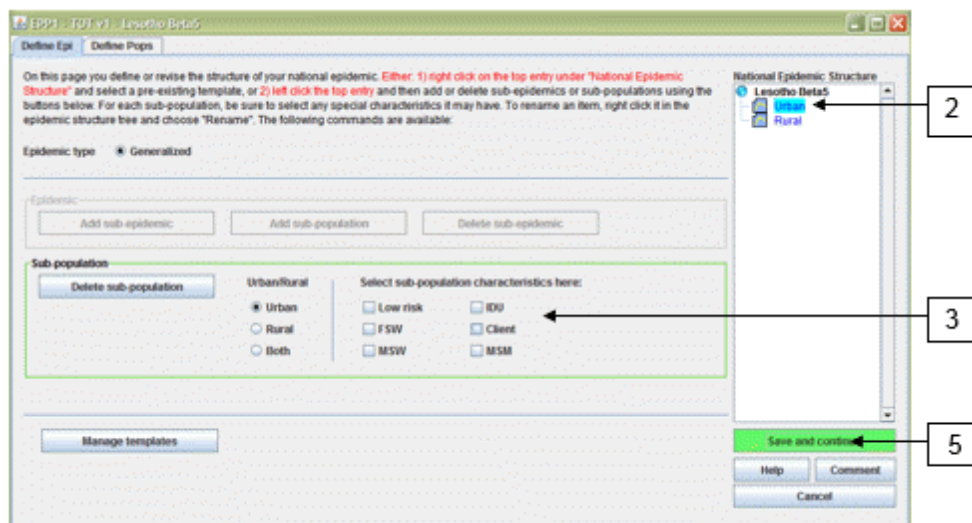 EPP1 - TOT v1 - Lesotho Beta5
Define Epi Define Pops
On this page you define or revise the structure of your national epidemic. Either: 1) right click on the top entry under "National Epidemic
Structure" and select a pre-existing template, or 2) left click the top entry and then add or delete sub-epidemics or sub-populations using the
buttons below. For each sub-population, be sure to select any special characteristics it may have. To rename an item, right click it in the
epidemic structure tree and choose "Rename". The following commands are available:
Epidemic type Generalized
National Epidemic Structure
Lesotho Beta5
Urban
Rural
2
Epidemic
Add sub-epidemic Add sub-population Delete sub-epidemic
Sub-population
Delete sub-population Urban/Rural Select sub-population characteristics here:
Urban Low risk IDU
Rural FSW Client
Both MSW MSM
3
Manage templates
Save and continue
5
Help Comment
Cancel